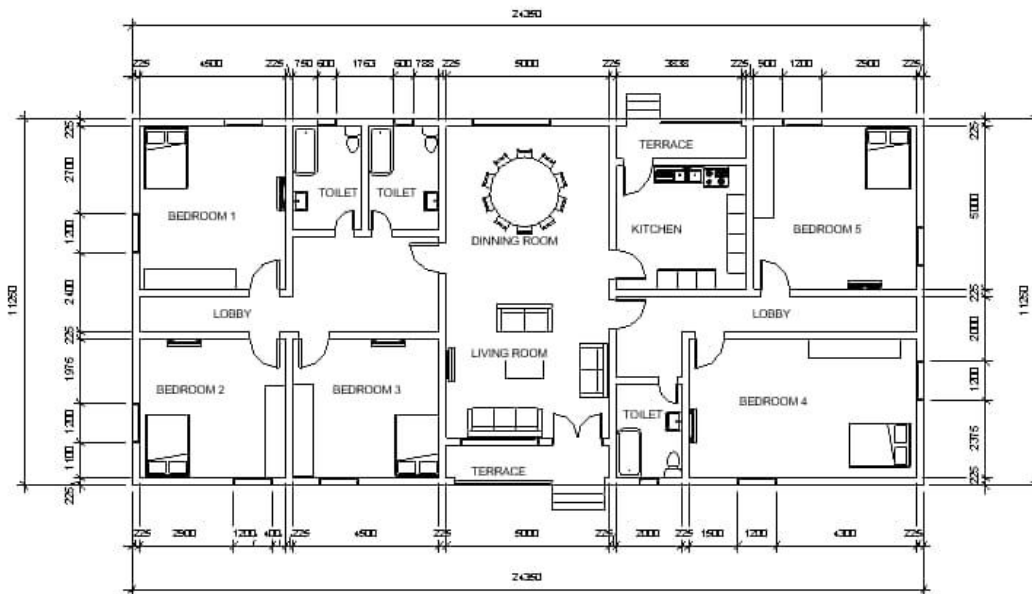 24350
225 4500 225 750 600 1763 600 788 225 5000 225 3838 225 900 1200 2900 225
225
2700
1200
2400
225
1975
1200
1100
225
11250
TERRACE
TOILET TOILET
BEDROOM 1
DINNING ROOM
KITCHEN
BEDROOM 5
LOBBY
LOBBY
LIVING ROOM
BEDROOM 2
BEDROOM 3
TOILET
BEDROOM 4
TERRACE
225
5000
225
2000
1200
2375
225
11250
225 2900 1200 400 225 4500 225 5000 225 2000 225 1500 1200 4300 225
24350